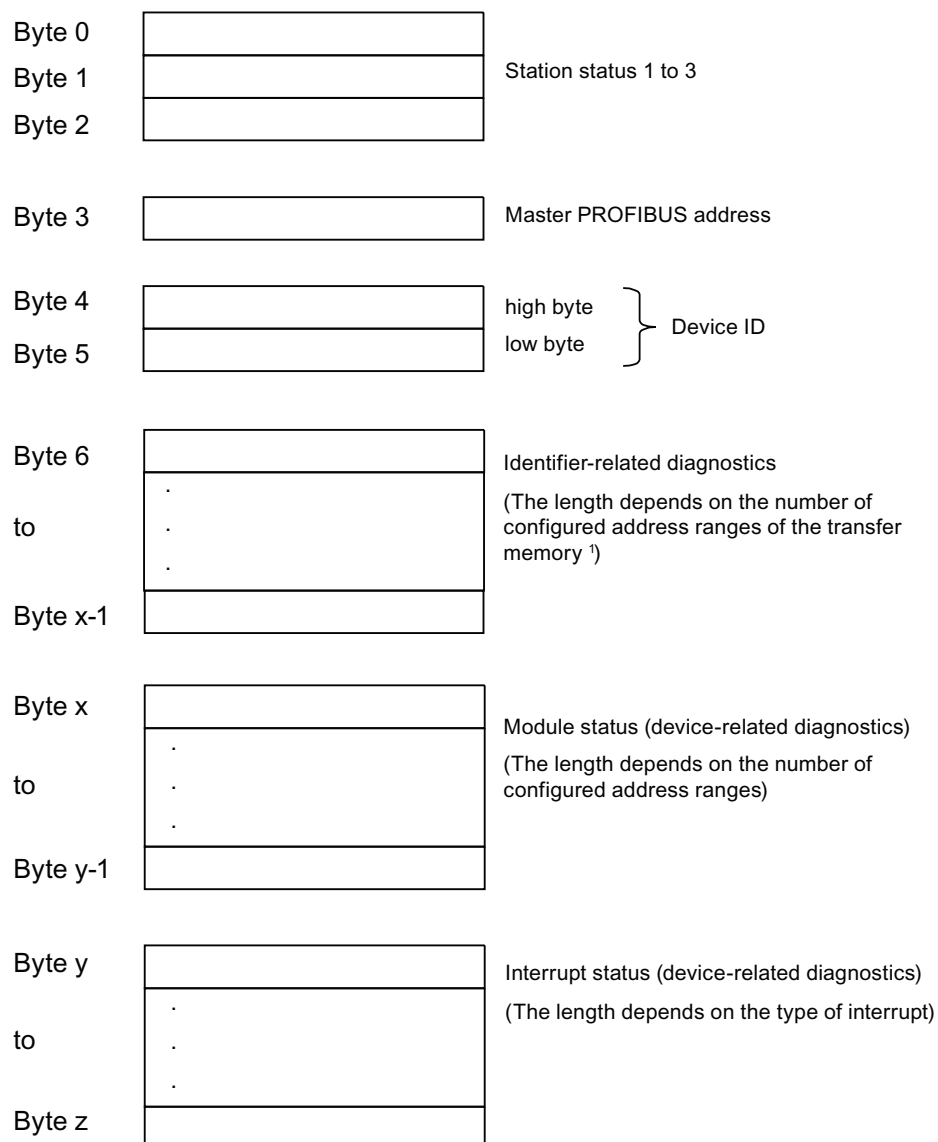 Byte 0
Byte 1
Station status 1 to 3
Byte 2
Byte 3
Master PROFIBUS address
Byte 4
high byte
Device ID
low byte
Byte 5
Byte 6
Identifier-related diagnostics
(The length depends on the number of
configured address ranges of the transfer
memory ¹)
to
Byte x-1
Byte x
Module status (device-related diagnostics)
(The length depends on the number of
configured address ranges)
to
Byte y-1
Byte y
Interrupt status (device-related diagnostics)
(The length depends on the type of interrupt)
to
Byte z